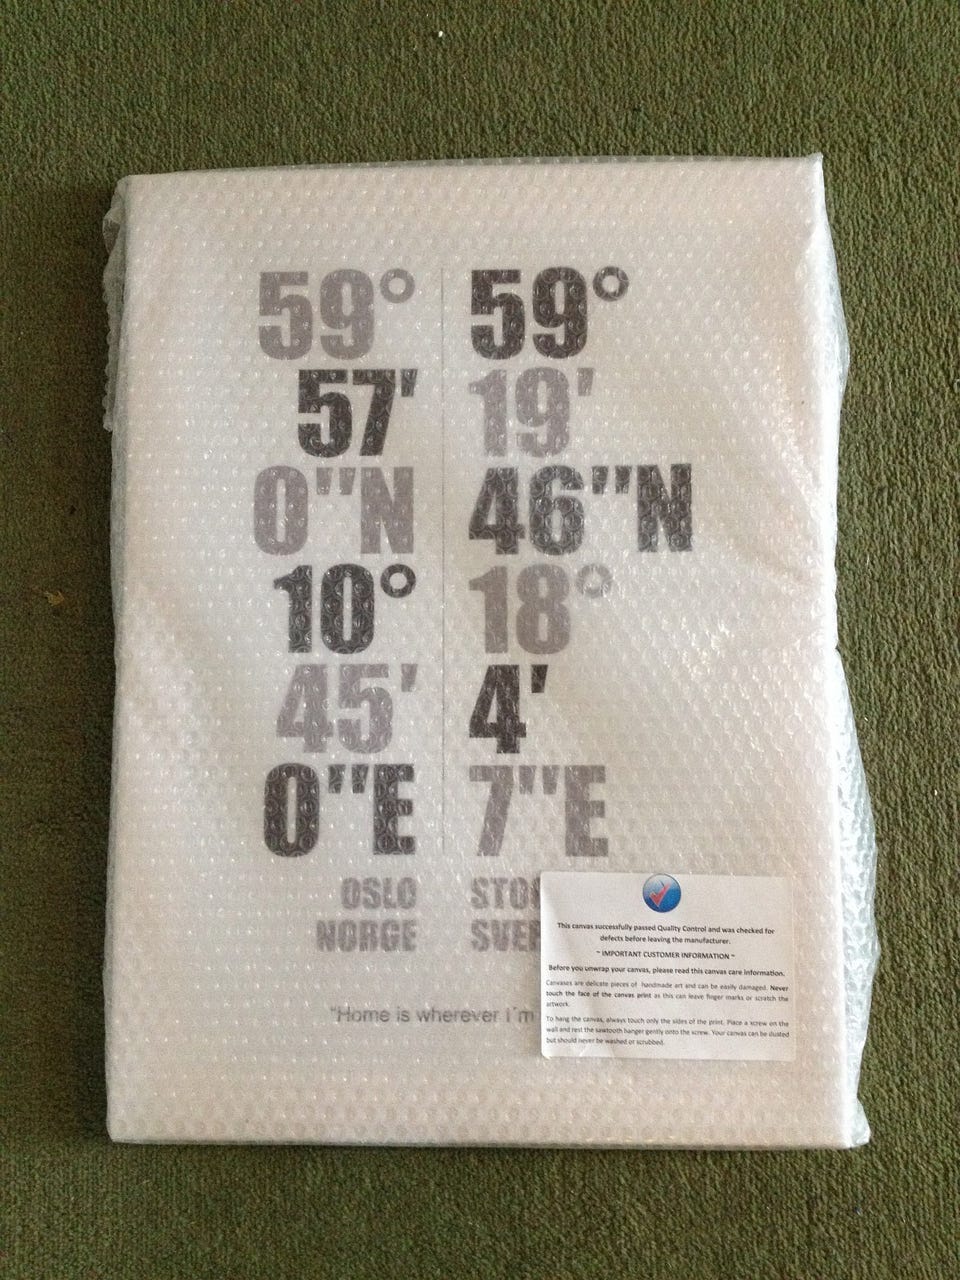 59°
57'
0"N
10°
45'
0"E
OSLO
NORGE
59°
19'
46"N
18°
4'
7"E
STO
SVE
"Home is wherever I´m
This canvas successfully passed Quality Control and was checked for
defects before leaving the manufacturer.
~ IMPORTANT CUSTOMER INFORMATION ~
Before you unwrap your canvas, please read this canvas care information.
Canvases are delicate pieces of handmade art and can be easily damaged. Never
touch the face of the canvas print as this can leave finger marks or scratch the
artwork.
To hang the canvas, always touch only the sides of the print. Place a screw on the
wall and rest the sawtooth hanger gently onto the screw. Your canvas can be dusted
but should never be washed or scrubbed.